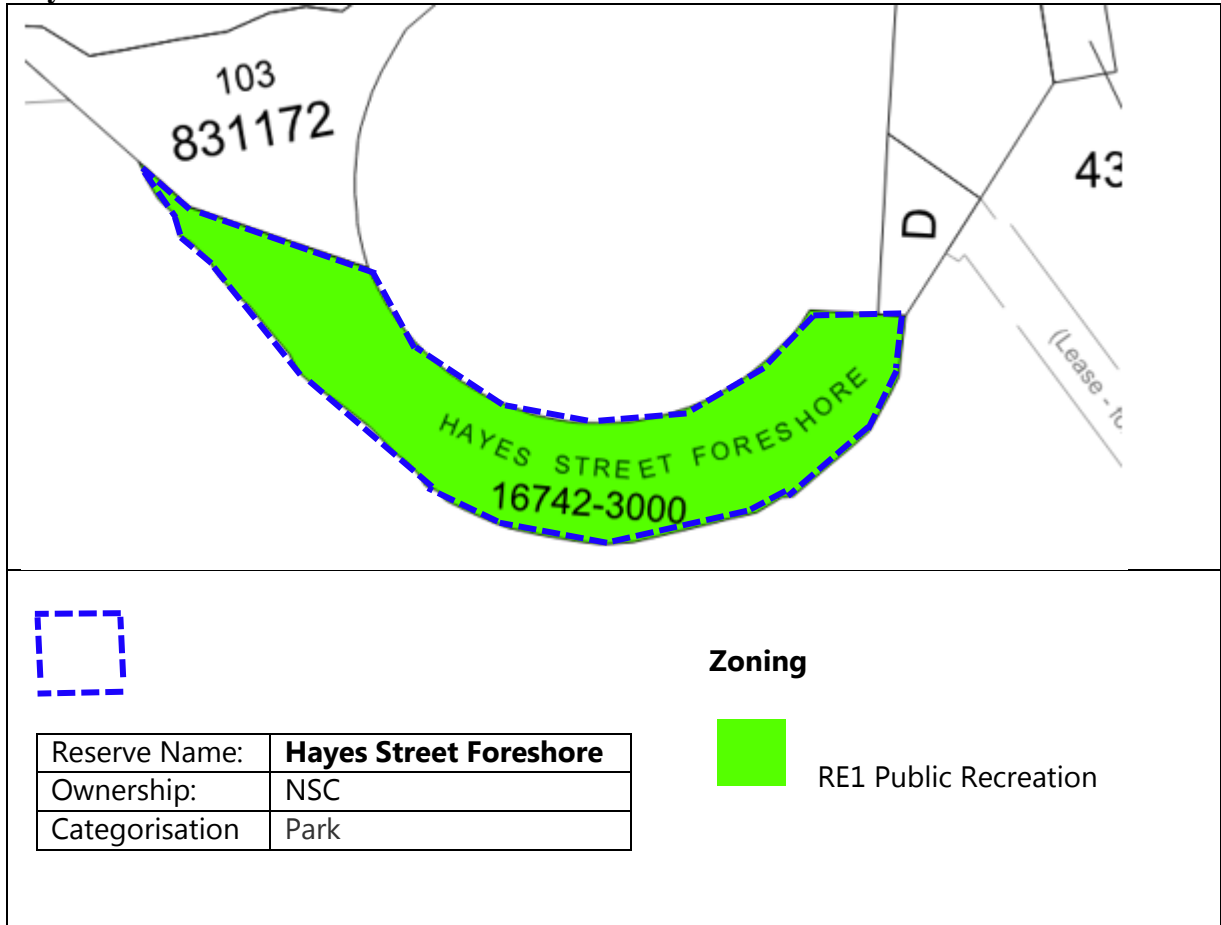 103
831172
43
D
(Lease - fo
HAYES STREET FORESHORE
16742-3000
Zoning
Reserve Name: Hayes Street Foreshore
Ownership: NSC
Categorisation Park
RE1 Public Recreation